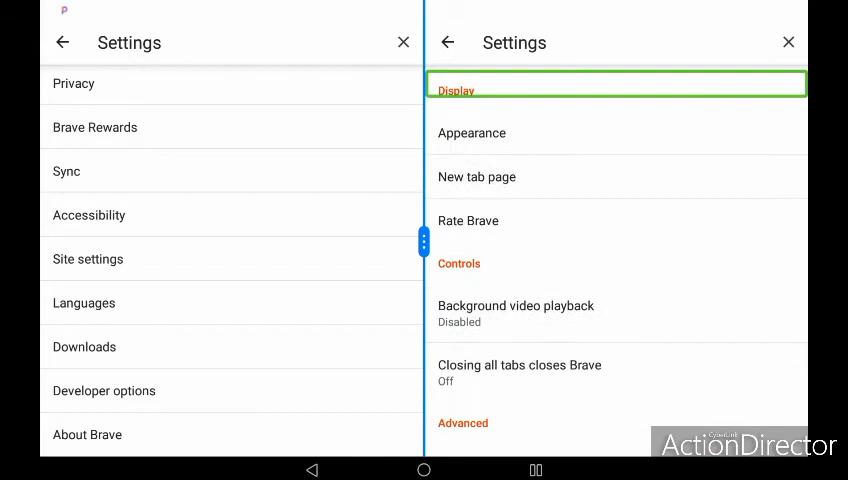 Settings
Privacy
Brave Rewards
Sync
Accessibility
Site settings
Languages
Downloads
Developer options
About Brave
Settings
Display
Appearance
New tab page
Rate Brave
Controls
Background video playback
Disabled
Closing all tabs closes Brave
Off
Advanced
CyberLink
ActionDirector